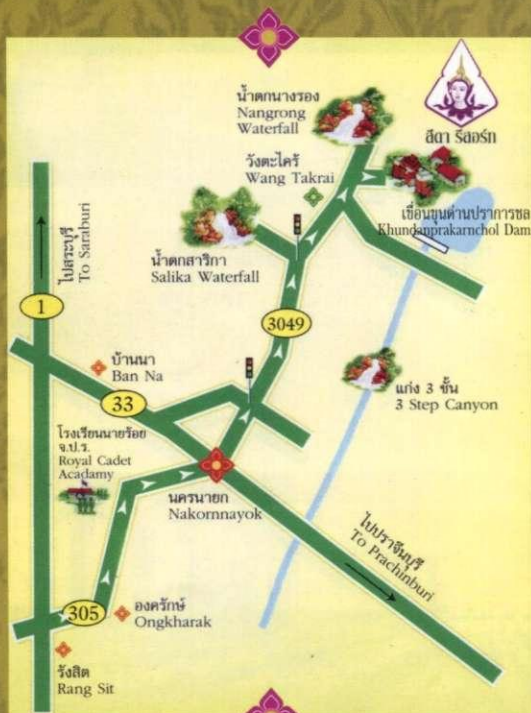 น้ำตกนางรอง
Nangrong
Waterfall
สีดา รีสอร์ท
วังตะไคร้
Wang Takrai
เขื่อนขุนด่านปราการชล
Khundanprakarnchol Dam
ไปสระบุรี
To Saraburi
น้ำตกสาริกา
Salika Waterfall
1
3049
บ้านนา
Ban Na
แก่ง 3 ชั้น
3 Step Canyon
33
โรงเรียนนายร้อย
จ.ป.ร.
Royal Cadet
Acadamy
นครนายก
Nakornnayok
ไปปราจีนบุรี
To Prachinburi
305
องครักษ์
Ongkharak
รังสิต
Rang Sit